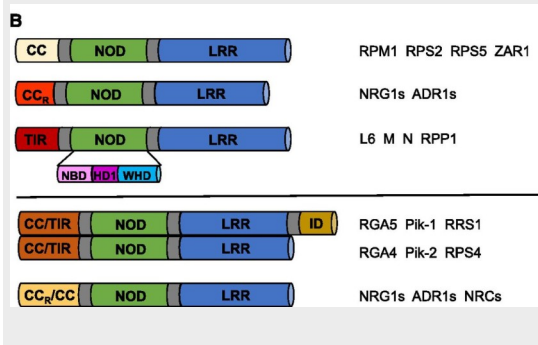 B
CC NOD LRR RPM1 RPS2 RPS5 ZAR1
CCR NOD LRR NRG1s ADR1s
TIR NOD LRR L6 M N RPP1
NBD HD1 WHD
CC/TIR NOD LRR ID RGA5 Pik-1 RRS1
CC/TIR NOD LRR RGA4 Pik-2 RPS4
CCR/CC NOD LRR NRG1s ADR1s NRCs